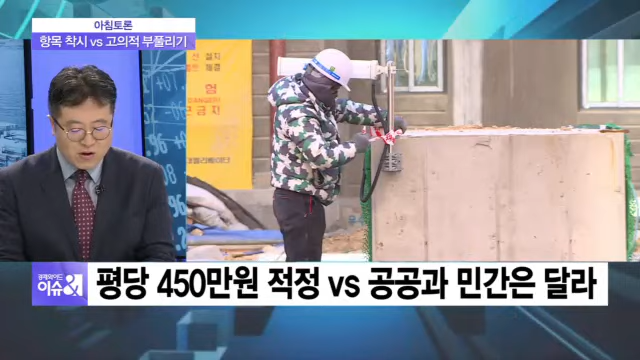 아침토론
항목 착시 vs 고의적 부풀리기
경제와이드
이슈&
평당 450만원 적정 vs 공공과 민간은 달라